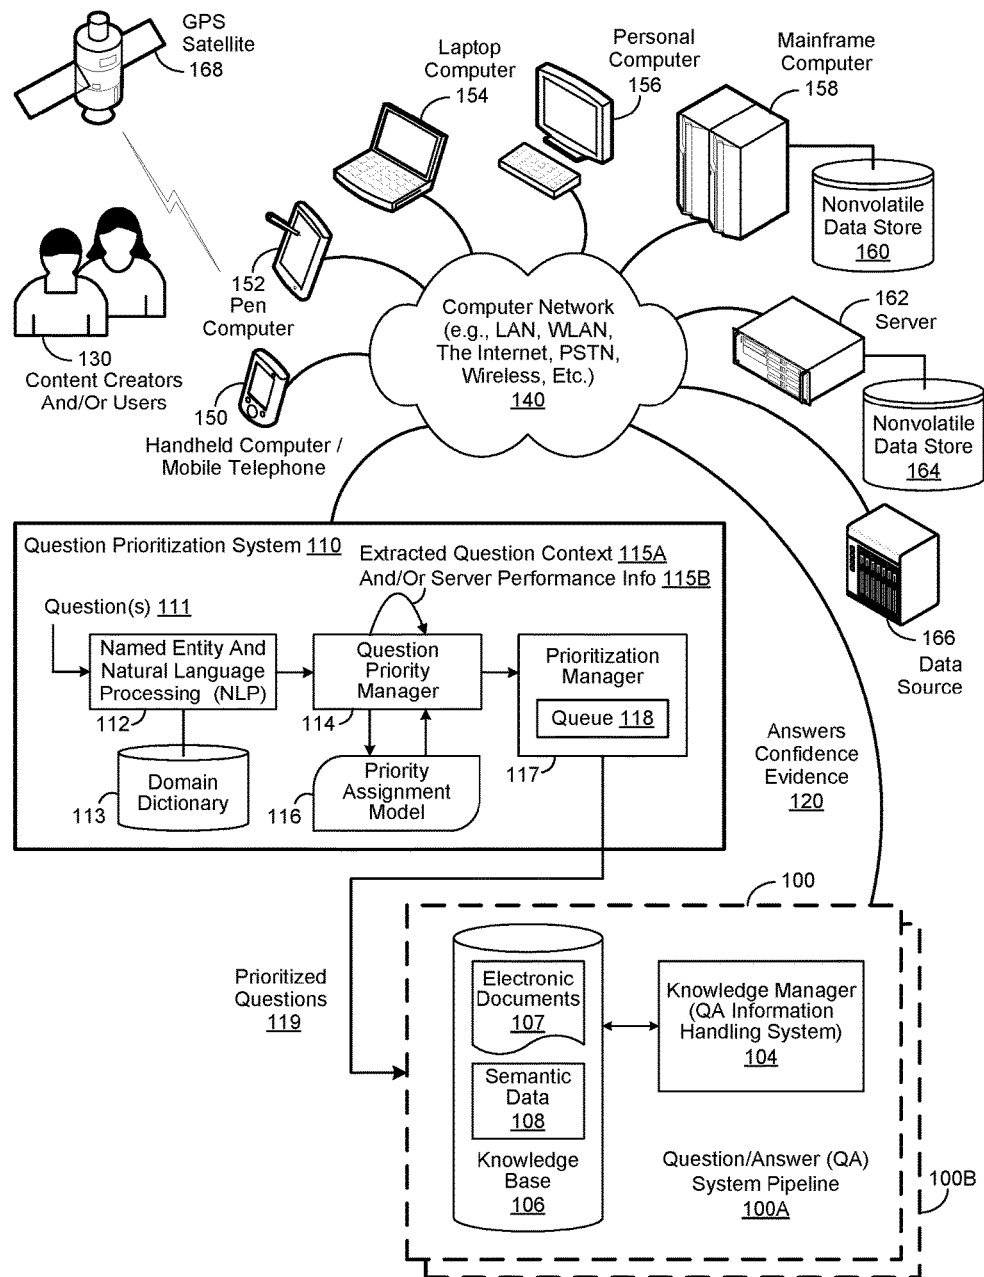 GPS
Satellite
168
Laptop
Computer
154
Personal
Computer
156
Mainframe
Computer
158
Nonvolatile
Data Store
160
152
Pen
Computer
Computer Network
(e.g., LAN, WLAN,
The Internet, PSTN,
Wireless, Etc.)
140
162
Server
130
Content Creators
And/Or Users
150
Handheld Computer /
Mobile Telephone
Nonvolatile
Data Store
164
166
Data
Source
Question Prioritization System 110
Extracted Question Context 115A
And/Or Server Performance Info 115B
Question(s) 111
Named Entity And
Natural Language
Processing (NLP)
112
Question
Priority
Manager
114
Prioritization
Manager
Queue 118
117
Domain
Dictionary
113
Priority
Assignment
Model
116
Answers
Confidence
Evidence
120
100
Prioritized
Questions
119
Electronic
Documents
107
Semantic
Data
108
Knowledge
Base
106
Knowledge Manager
(QA Information
Handling System)
104
Question/Answer (QA)
System Pipeline
100A
100B